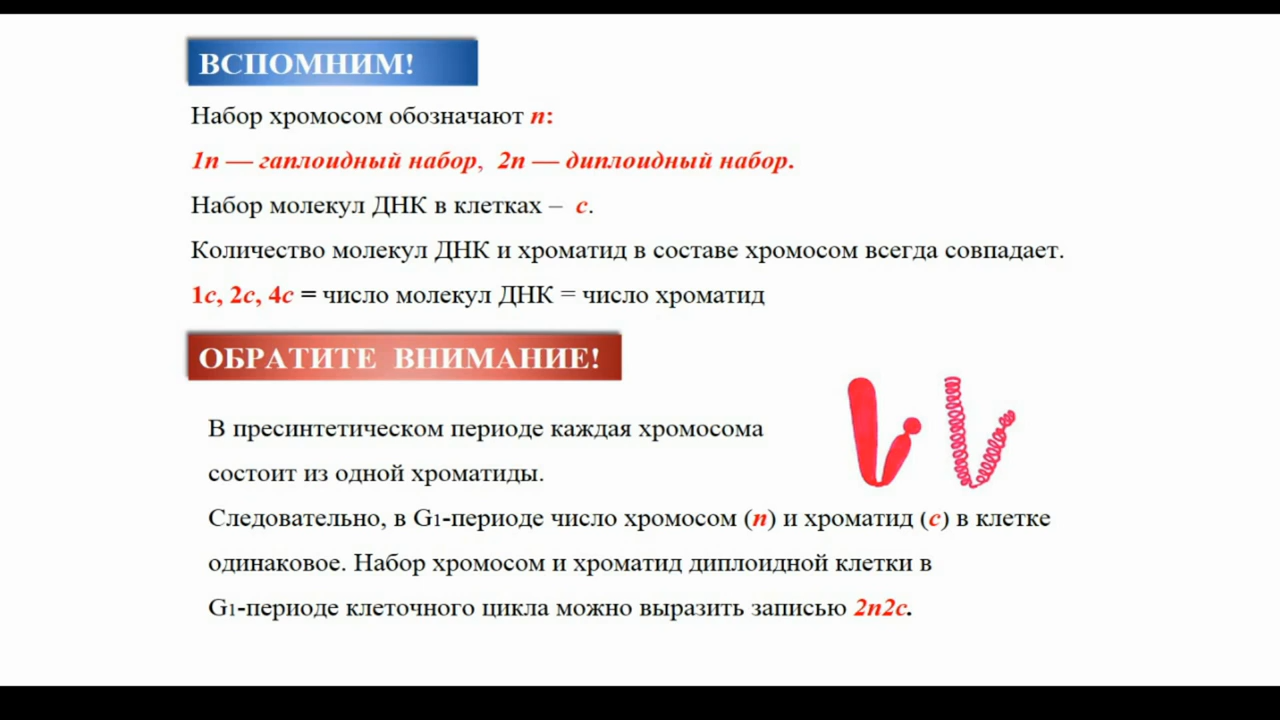 ВСПОМНИМ!
Набор хромосом обозначают n:
1n — гаплоидный набор, 2n — диплоидный набор.
Набор молекул ДНК в клетках – с.
Количество молекул ДНК и хроматид в составе хромосом всегда совпадает.
1с, 2с, 4с = число молекул ДНК = число хроматид
ОБРАТИТЕ ВНИМАНИЕ!
В пресинтетическом периоде каждая хромосома
состоит из одной хроматиды.
Следовательно, в G1-периоде число хромосом (n) и хроматид (с) в клетке
одинаковое. Набор хромосом и хроматид диплоидной клетки в
G1-периоде клеточного цикла можно выразить записью 2n2c.